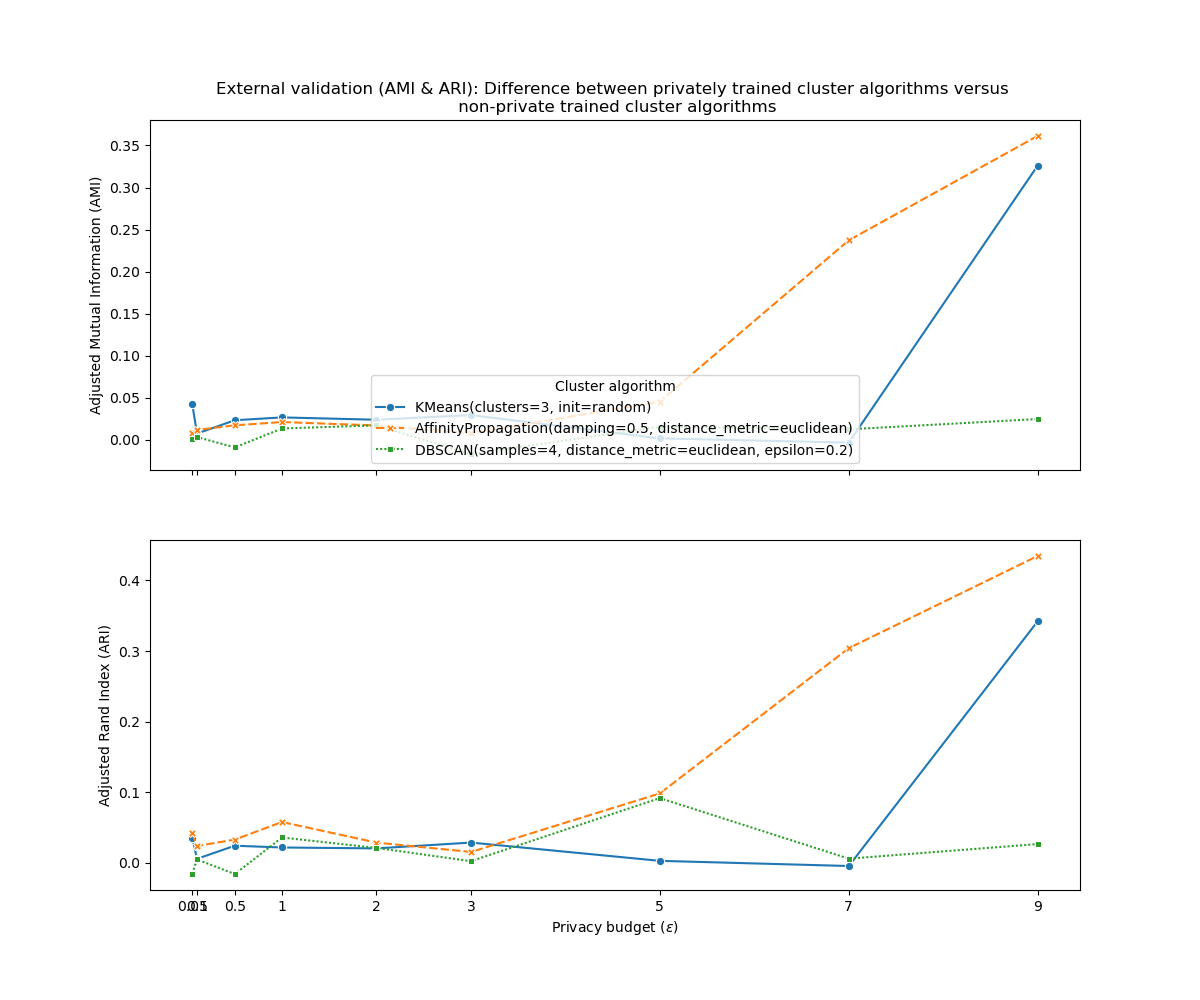 External validation (AMI & ARI): Difference between privately trained cluster algorithms versus
non-private trained cluster algorithms
Adjusted Mutual Information (AMI)
0.35
0.30
0.25
0.20
0.15
0.10
0.05
0.00
Cluster algorithm
KMeans(clusters=3, init=random)
AffinityPropagation(damping=0.5, distance_metric=euclidean)
DBSCAN(samples=4, distance_metric=euclidean, epsilon=0.2)
Adjusted Rand Index (ARI)
0.4
0.3
0.2
0.1
0.0
0.5 1 2 3 5 7 9
Privacy budget (ε)